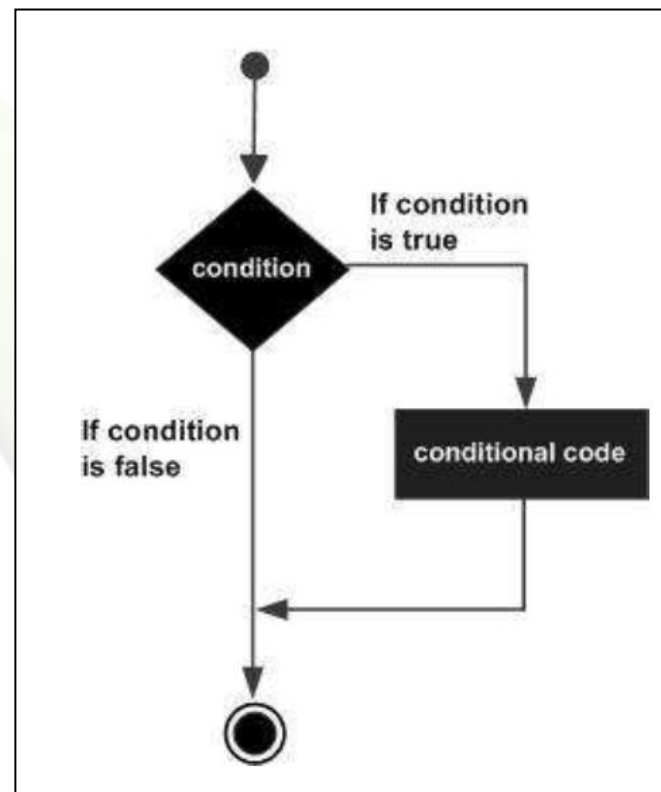 If condition
is true
condition
If condition
is false
conditional code